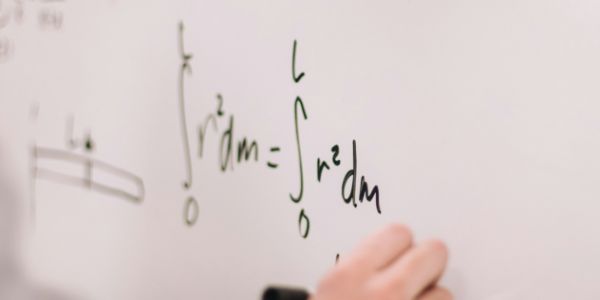 ∫₀ᴸ r²dm = ∫₀ᴸ r²dm